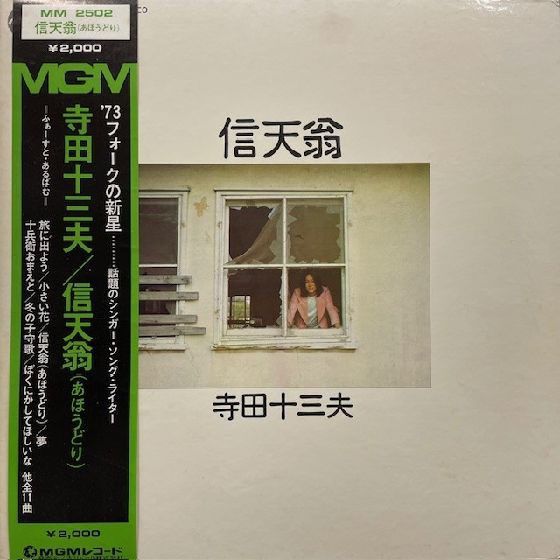 MM 2502
信天翁(あほうどり)
¥2,000
MGM
'73フォークの新星………話題のシンガー・ソング・ライター
寺田十三夫/信天翁(あほうどり)
―ふぁーすと・あるばむ―
旅に出よう/小さい花/信天翁(あほうどり)/夢
十兵衛おまえと/冬の子守歌/ぼくにかしてほしいな 他全11曲
¥2,000
MGMレコード
信天翁
寺田十三夫